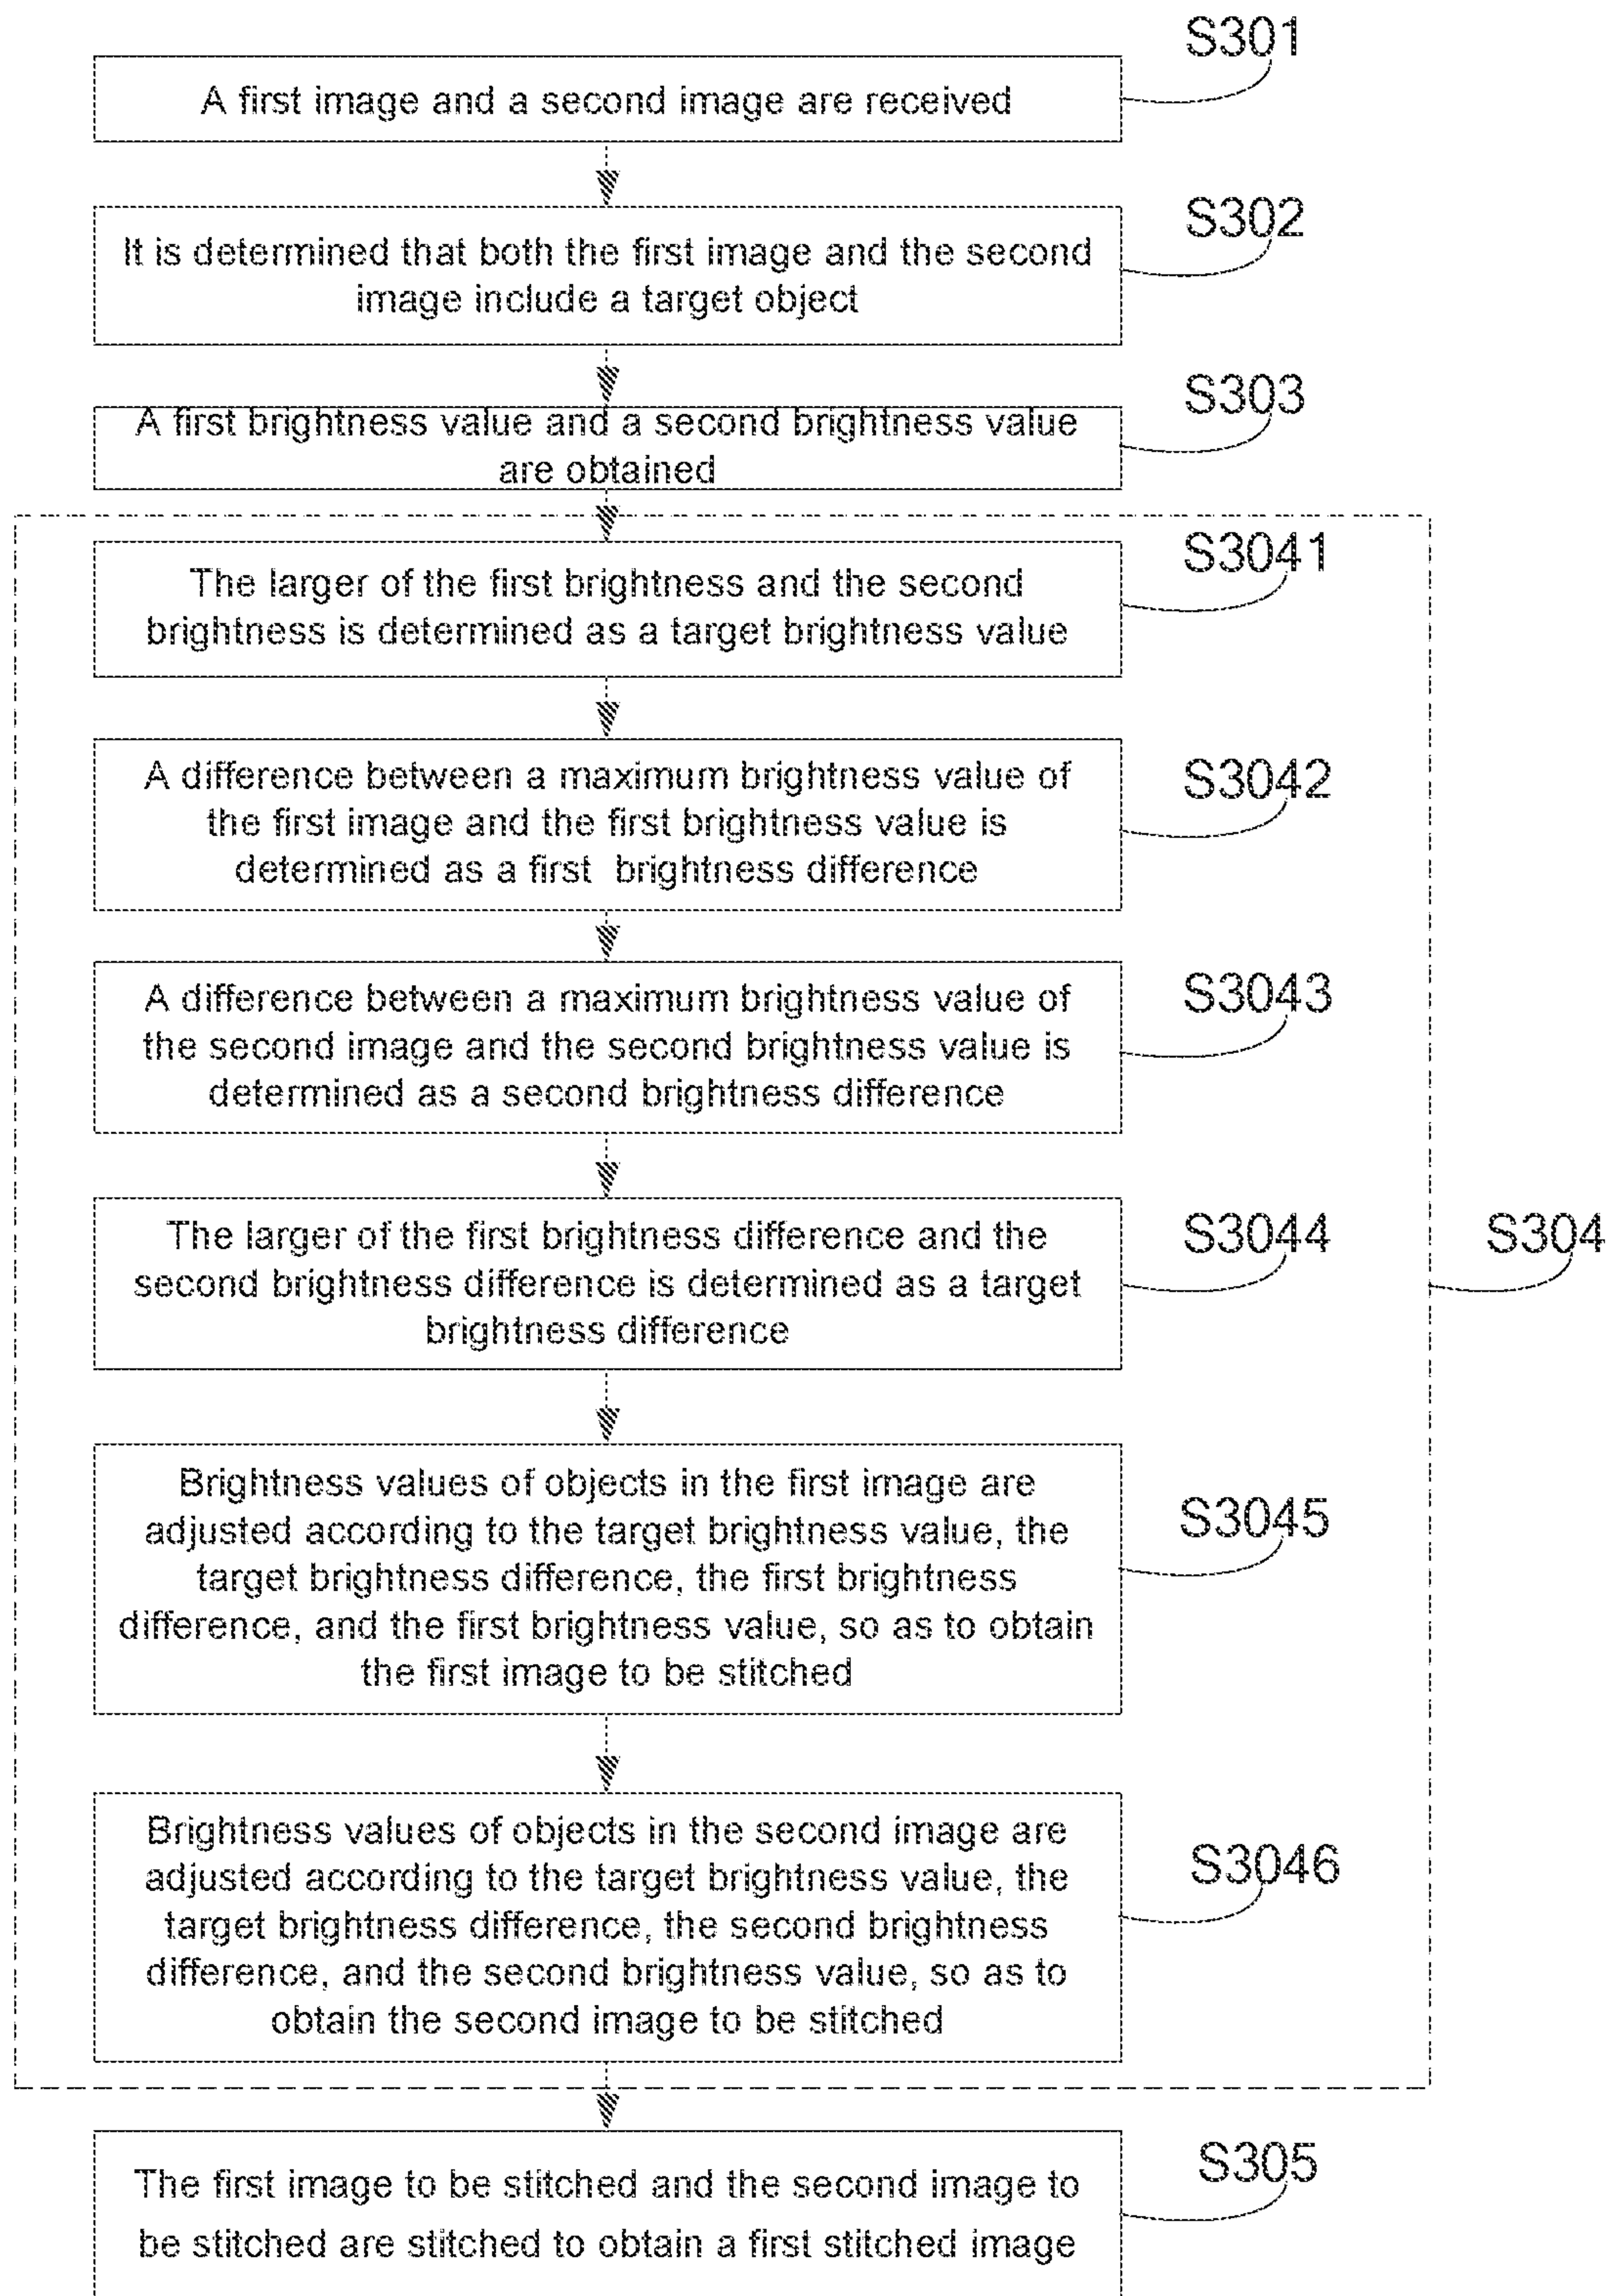 S301
A first image and a second image are received
S302
It is determined that both the first image and the second
image include a target object
S303
A first brightness value and a second brightness value
are obtained
S3041
The larger of the first brightness and the second
brightness is determined as a target brightness value
S3042
A difference between a maximum brightness value of
the first image and the first brightness value is
determined as a first brightness difference
S3043
A difference between a maximum brightness value of
the second image and the second brightness value is
determined as a second brightness difference
S3044
The larger of the first brightness difference and the
second brightness difference is determined as a target
brightness difference
S304
S3045
Brightness values of objects in the first image are
adjusted according to the target brightness value, the
target brightness difference, the first brightness
difference, and the first brightness value, so as to obtain
the first image to be stitched
S3046
Brightness values of objects in the second image are
adjusted according to the target brightness value, the
target brightness difference, the second brightness
difference, and the second brightness value, so as to
obtain the second image to be stitched
S305
The first image to be stitched and the second image to
be stitched are stitched to obtain a first stitched image